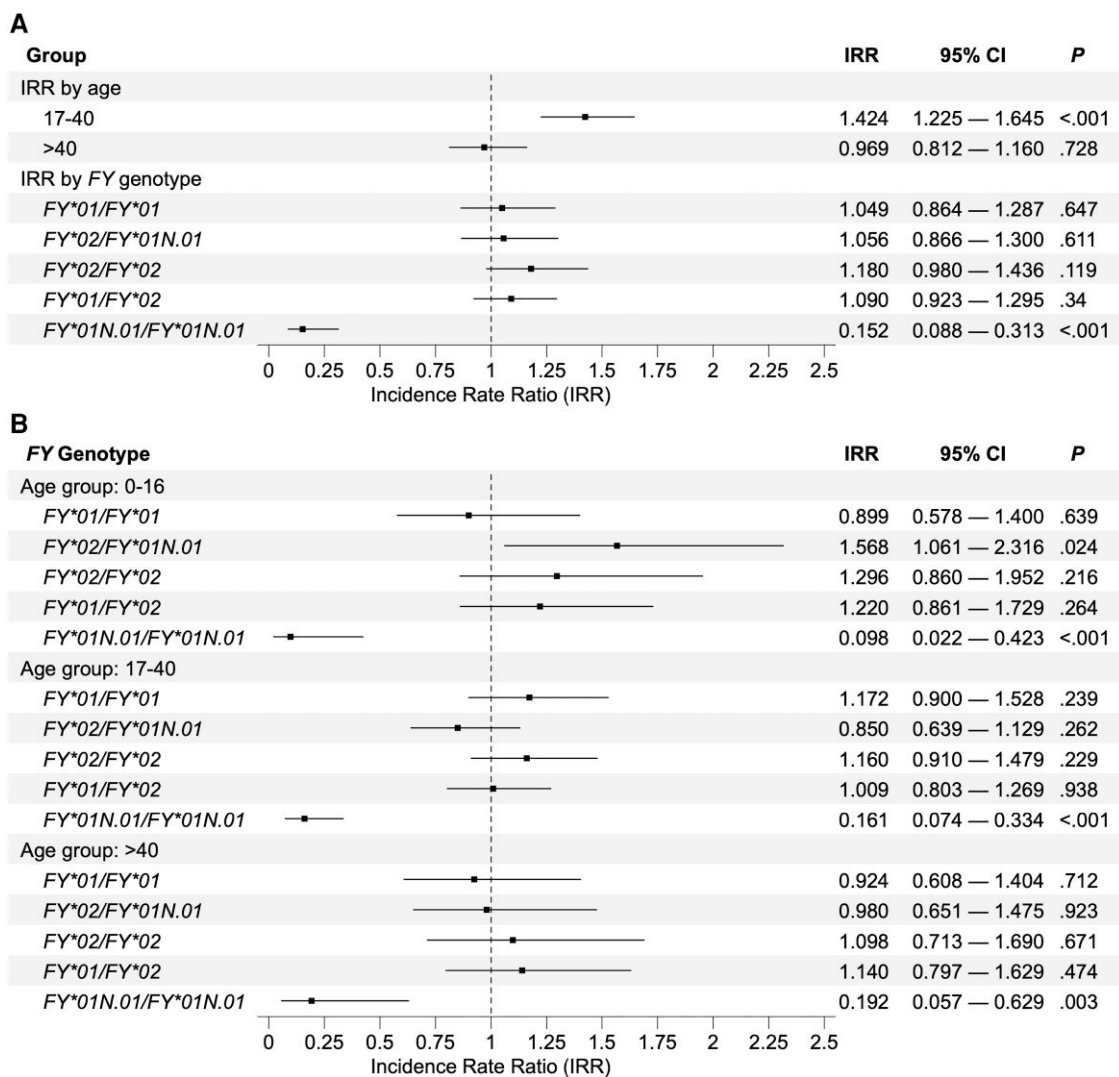 A
Group IRR 95% CI P
IRR by age
17-40 1.424 1.225 — 1.645 <.001
>40 0.969 0.812 — 1.160 .728
IRR by FY genotype
FY*01/FY*01 1.049 0.864 — 1.287 .647
FY*02/FY*01N.01 1.056 0.866 — 1.300 .611
FY*02/FY*02 1.180 0.980 — 1.436 .119
FY*01/FY*02 1.090 0.923 — 1.295 .34
FY*01N.01/FY*01N.01 0.152 0.088 — 0.313 <.001
0 0.25 0.5 0.75 1 1.25 1.5 1.75 2 2.25 2.5
Incidence Rate Ratio (IRR)
B
FY Genotype IRR 95% CI P
Age group: 0-16
FY*01/FY*01 0.899 0.578 — 1.400 .639
FY*02/FY*01N.01 1.568 1.061 — 2.316 .024
FY*02/FY*02 1.296 0.860 — 1.952 .216
FY*01/FY*02 1.220 0.861 — 1.729 .264
FY*01N.01/FY*01N.01 0.098 0.022 — 0.423 <.001
Age group: 17-40
FY*01/FY*01 1.172 0.900 — 1.528 .239
FY*02/FY*01N.01 0.850 0.639 — 1.129 .262
FY*02/FY*02 1.160 0.910 — 1.479 .229
FY*01/FY*02 1.009 0.803 — 1.269 .938
FY*01N.01/FY*01N.01 0.161 0.074 — 0.334 <.001
Age group: >40
FY*01/FY*01 0.924 0.608 — 1.404 .712
FY*02/FY*01N.01 0.980 0.651 — 1.475 .923
FY*02/FY*02 1.098 0.713 — 1.690 .671
FY*01/FY*02 1.140 0.797 — 1.629 .474
FY*01N.01/FY*01N.01 0.192 0.057 — 0.629 .003
0 0.25 0.5 0.75 1 1.25 1.5 1.75 2 2.25 2.5
Incidence Rate Ratio (IRR)